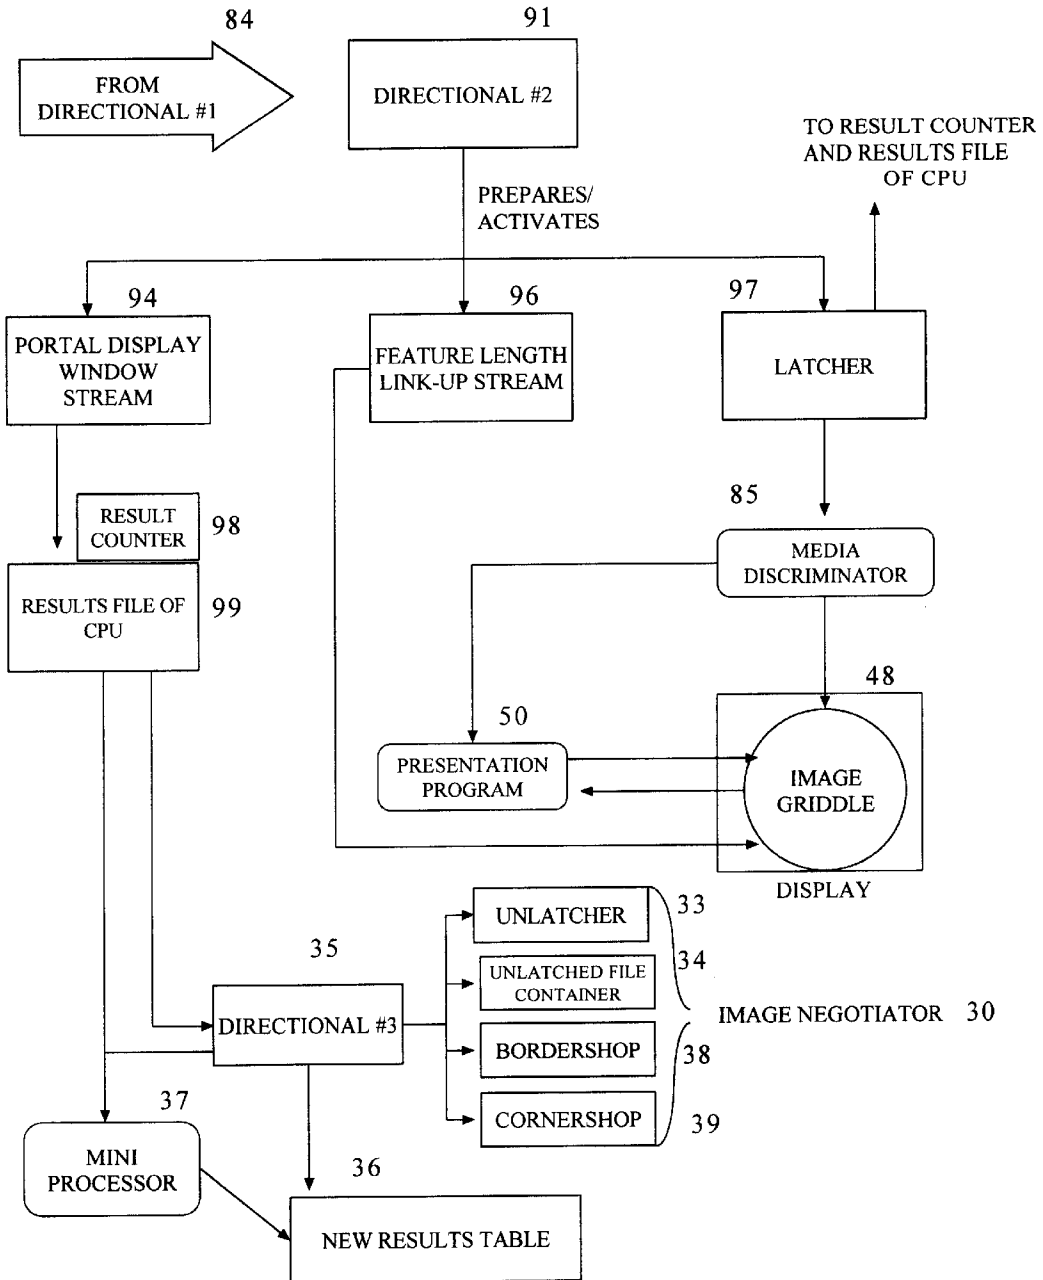 84
91
FROM
DIRECTIONAL #1
DIRECTIONAL #2
TO RESULT COUNTER
AND RESULTS FILE
OF CPU
PREPARES/
ACTIVATES
94
96
97
PORTAL DISPLAY
WINDOW
STREAM
FEATURE LENGTH
LINK-UP STREAM
LATCHER
85
RESULT
COUNTER
98
MEDIA
DISCRIMINATOR
RESULTS FILE OF
CPU
99
48
50
PRESENTATION
PROGRAM
IMAGE
GRIDDLE
DISPLAY
UNLATCHER
33
35
34
UNLATCHED FILE
CONTAINER
DIRECTIONAL #3
IMAGE NEGOTIATOR 30
BORDERSHOP
38
37
CORNERSHOP
39
MINI
PROCESSOR
36
NEW RESULTS TABLE